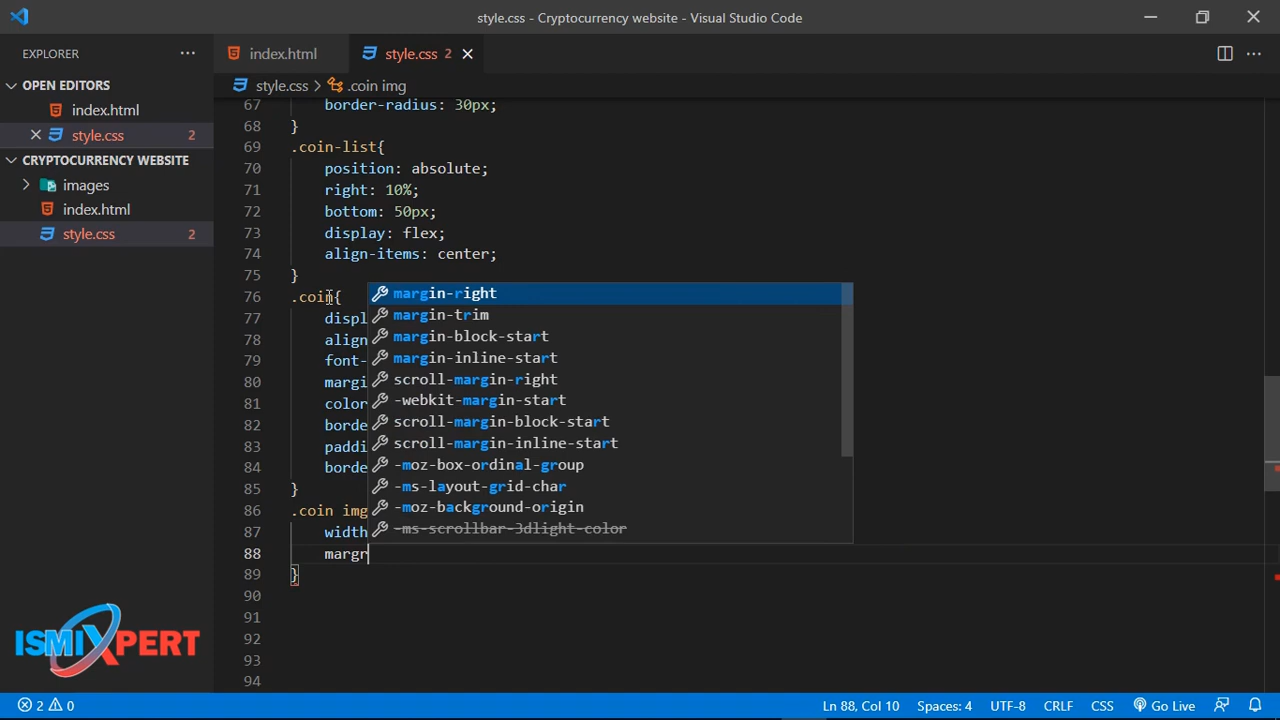 style.css - Cryptocurrency website - Visual Studio Code
EXPLORER
index.html
style.css 2
OPEN EDITORS
style.css
.coin img
index.html
style.css 2
CRYPTOCURRENCY WEBSITE
images
index.html
style.css 2
67 border-radius: 30px;
68 }
69 .coin-list{
70 position: absolute;
71 right: 10%;
72 bottom: 50px;
73 display: flex;
74 align-items: center;
75 }
76 .coin{
77 displ
78 align
79 font-
80 margi
81 color
82 borde
83 paddi
84 borde
85 }
86 .coin img
87 width
88 margr
89 }
90
91
92
93
94
margin-right
margin-trim
margin-block-start
margin-inline-start
scroll-margin-right
-webkit-margin-start
scroll-margin-block-start
scroll-margin-inline-start
-moz-box-ordinal-group
-ms-layout-grid-char
-moz-background-origin
-ms-scrollbar-3dlight-color
ISMIXPERT
2 0
Ln 88, Col 10
Spaces: 4
UTF-8
CRLF
CSS
Go Live